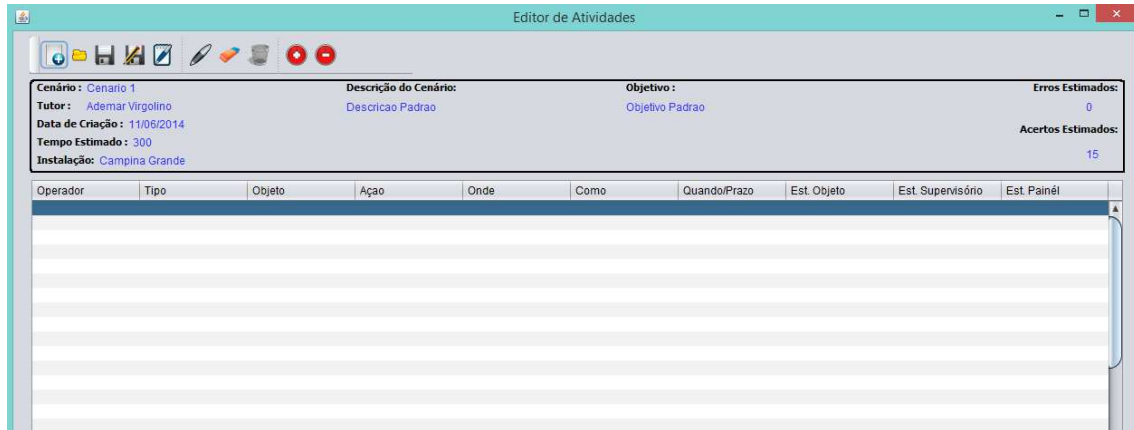 Editor de Atividades
Cenário : Cenario 1
Descrição do Cenário:
Objetivo :
Erros Estimados:
Tutor : Ademar Virgolino
Descricao Padrao
Objetivo Padrao
0
Data de Criação : 11/06/2014
Acertos Estimados:
Tempo Estimado : 300
15
Instalação: Campina Grande
Operador Tipo Objeto Açao Onde Como Quando/Prazo Est. Objeto Est. Supervisório Est. Painél